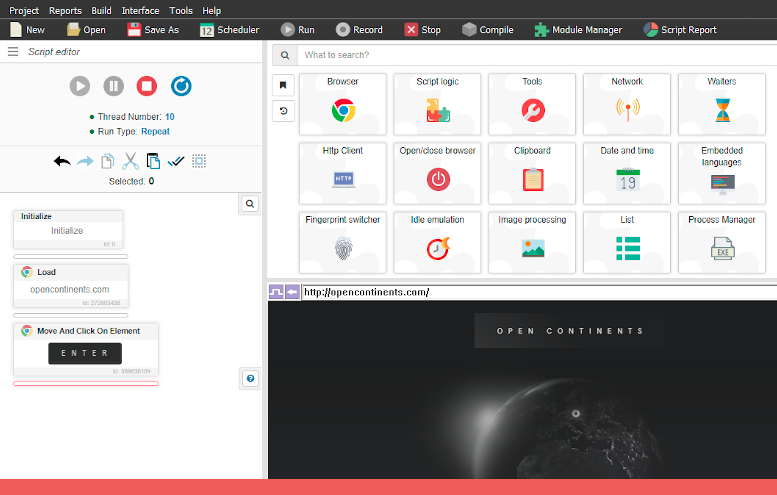 Project Reports Build Interface Tools Help
New Open Save As 12 Scheduler Run Record Stop Compile Module Manager Script Report
Script editor
Thread Number: 10
Run Type: Repeat
Selected: 0
Initialize
Initialize
Id: 0
Load
opencontinents.com
Id: 272603426
Move And Click On Element
ENTER
What to search?
Browser Script logic Tools Network Waiters
Http Client Open/close browser Clipboard Date and time Embedded languages
HTTP 19
Fingerprint switcher Idle emulation Image processing List Process Manager
EXE
http://opencontinents.com/
OPEN CONTINENTS